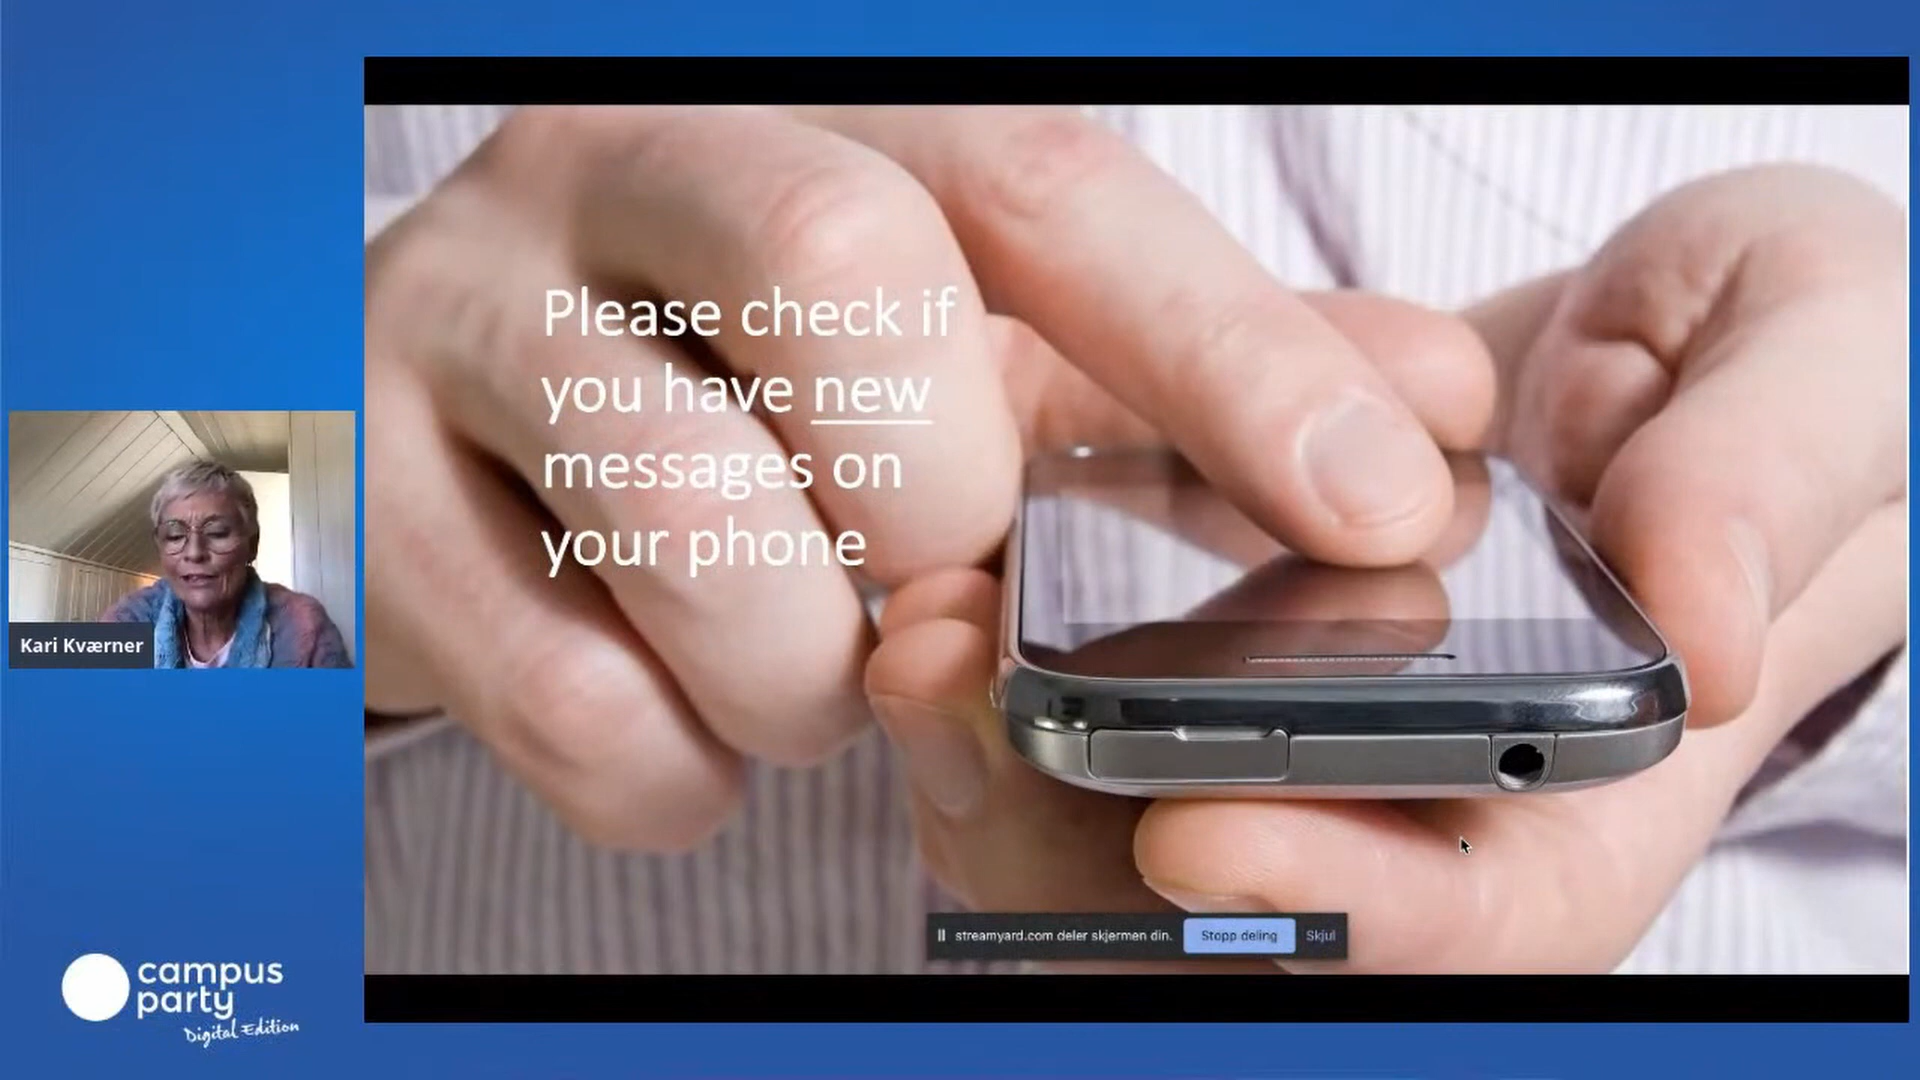 Please check if
you have new
messages on
your phone
Kari Kværner
streamyard.com deler skjermen din.
Stopp deling
Skjul
campus
party
Digital Edition